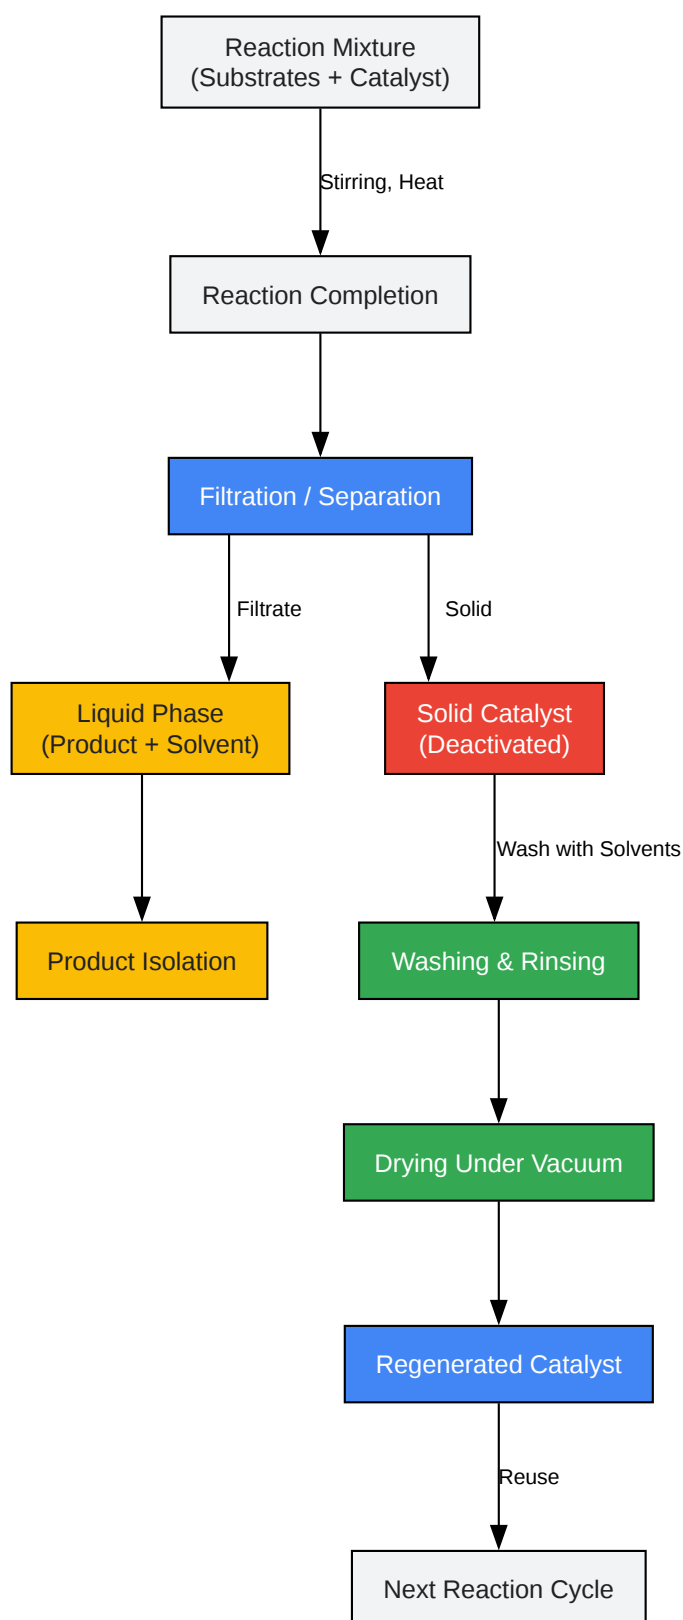 Reaction Mixture
(Substrates + Catalyst)
Stirring, Heat
Reaction Completion
Filtration / Separation
Filtrate
Solid
Liquid Phase
(Product + Solvent)
Solid Catalyst
(Deactivated)
Wash with Solvents
Product Isolation
Washing & Rinsing
Drying Under Vacuum
Regenerated Catalyst
Reuse
Next Reaction Cycle